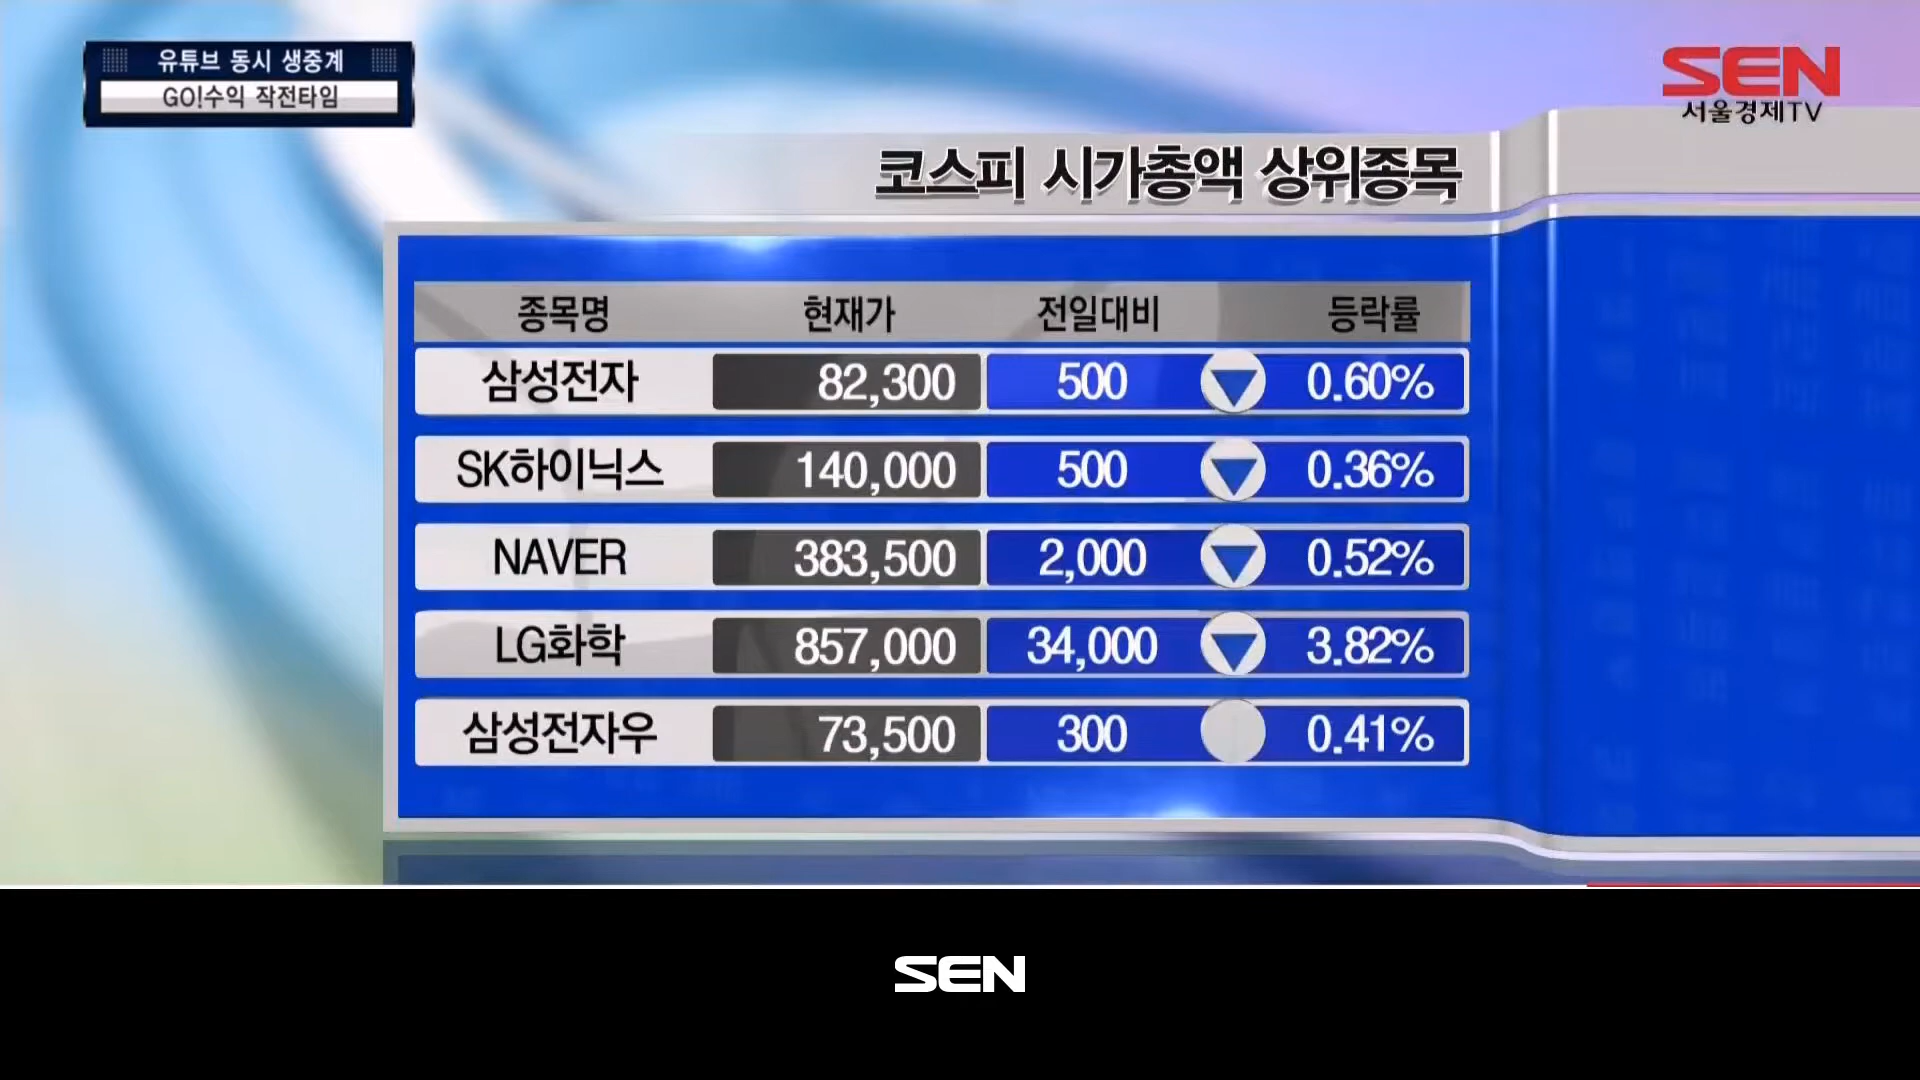 유튜브 동시 생중계
GO!수익 작전타임
SEN
서울경제TV
코스피 시가총액 상위종목
종목명 현재가 전일대비 등락률
삼성전자 82,300 500 ▼ 0.60%
SK하이닉스 140,000 500 ▼ 0.36%
NAVER 383,500 2,000 ▼ 0.52%
LG화학 857,000 34,000 ▼ 3.82%
삼성전자우 73,500 300 0.41%
SEN